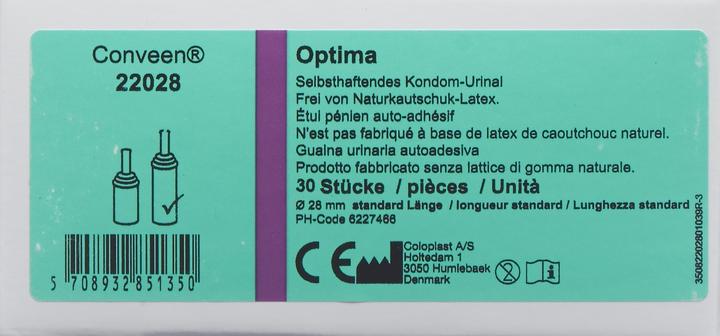 Conveen®
22028
Optima
Selbsthaftendes Kondom-Urinal
Frei von Naturkautschuk-Latex.
Étui pénien auto-adhésif
N'est pas fabriqué à base de latex de caoutchouc naturel.
Guaina urinaria autoadesiva
Prodotto fabbricato senza lattice di gomma naturale.
30 Stücke / pièces / Unità
Ø 28 mm standard Länge / longueur standard / Lunghezza standard
PH-Code 6227466
CE
Coloplast A/S
Holtedam 1
3050 Humlebaek
Denmark
2
i
5 708932 851350
35082202801039R-3